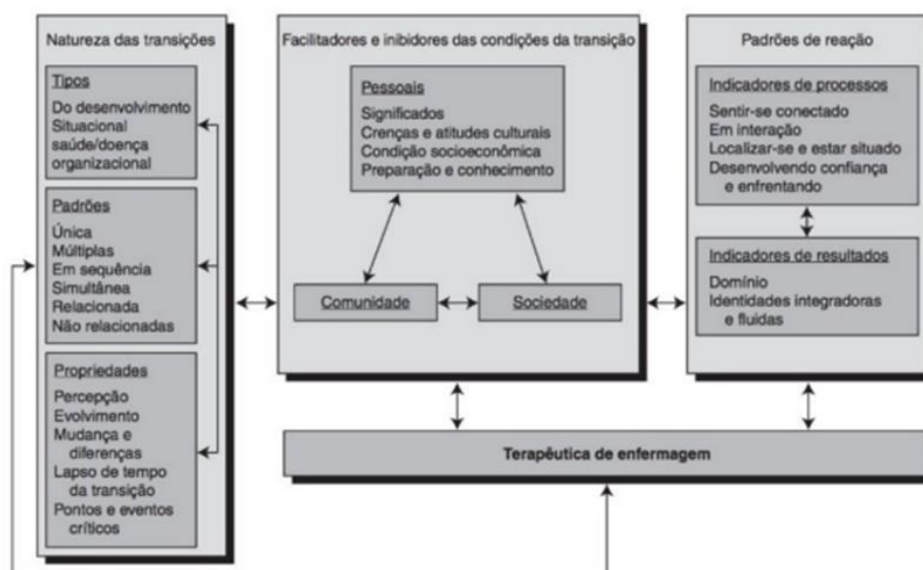 Natureza das transições
Tipos
Do desenvolvimento
Situacional
saúde/doença
organizacional
Padrões
Única
Múltiplas
Em sequência
Simultânea
Relacionada
Não relacionadas
Propriedades
Percepção
Evolvimento
Mudança e
diferenças
Lapso de tempo
da transição
Pontos e eventos
críticos
Facilitadores e inibidores das condições da transição
Pessoais
Significados
Crenças e atitudes culturais
Condição socioeconômica
Preparação e conhecimento
Comunidade
Sociedade
Padrões de reação
Indicadores de processos
Sentir-se conectado
Em interação
Localizar-se e estar situado
Desenvolvendo confiança
e enfrentando
Indicadores de resultados
Domínio
Identidades integradoras
e fluidas
Terapêutica de enfermagem